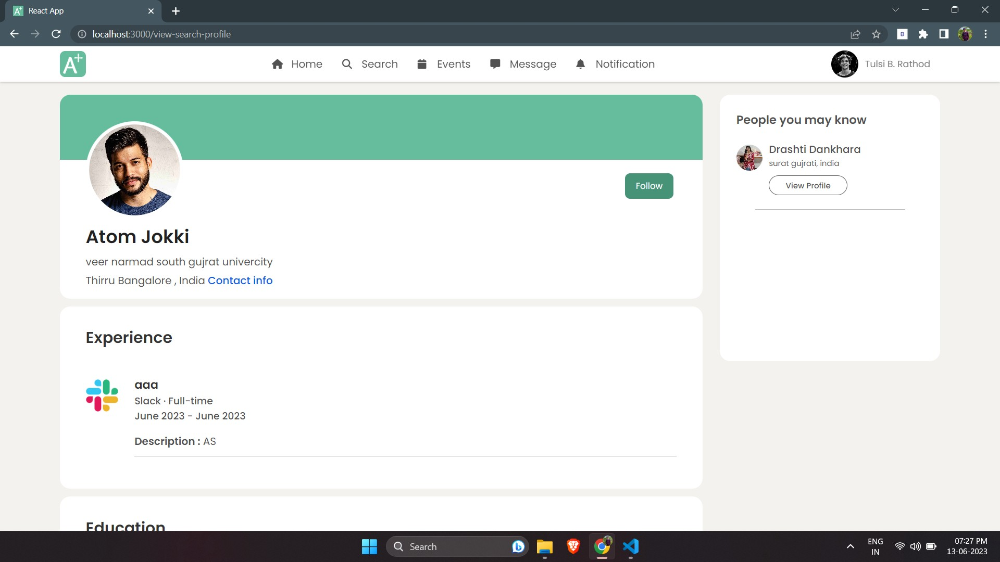 A+ React App
localhost:3000/view-search-profile
B
A+
Home Search Events Message Notification
Tulsi B. Rathod
Follow
Atom Jokki
veer narmad south gujrat univercity
Thirru Bangalore , India Contact info
People you may know
Drashti Dankhara
surat gujrati, india
View Profile
Experience
aaa
Slack · Full-time
June 2023 - June 2023
Description : AS
Education
Search
ENG
IN
07:27 PM
13-06-2023